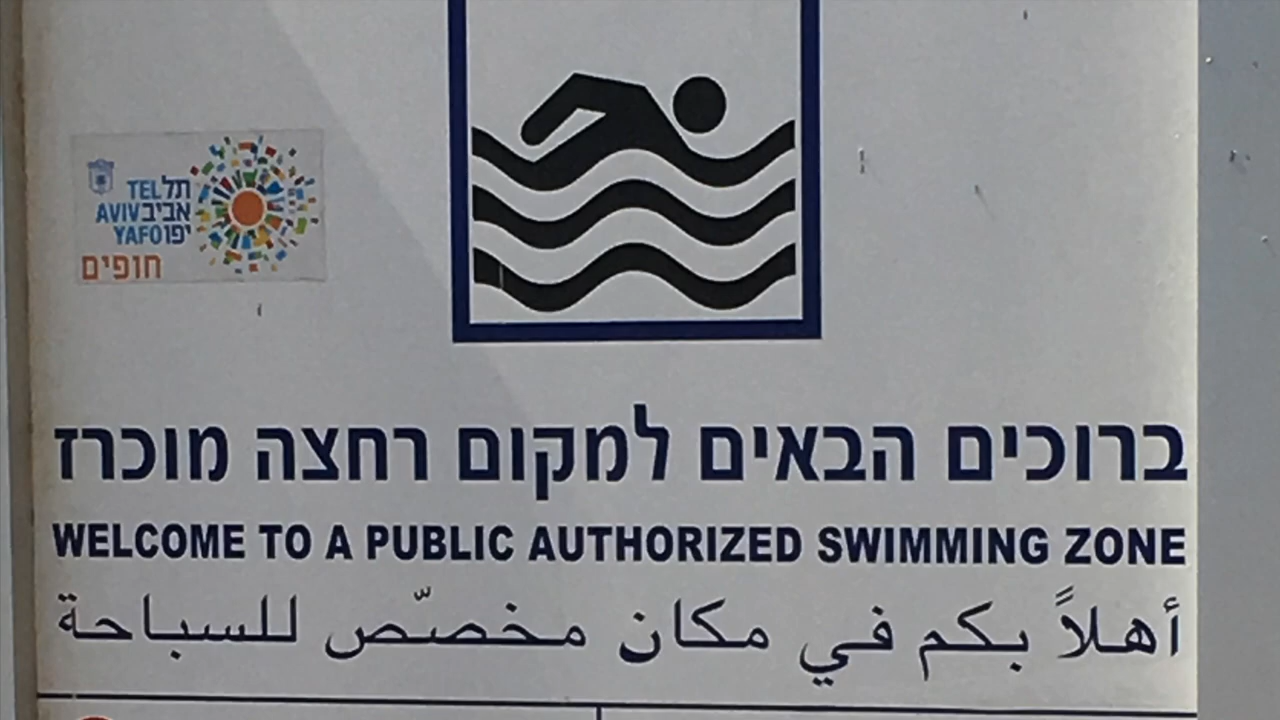 TEL תל
AVIV אביב
YAFO יפו
חופים
ברוכים הבאים למקום רחצה מוכרז
WELCOME TO A PUBLIC AUTHORIZED SWIMMING ZONE
أهلاً بكم في مكان مخصّص للسباحة